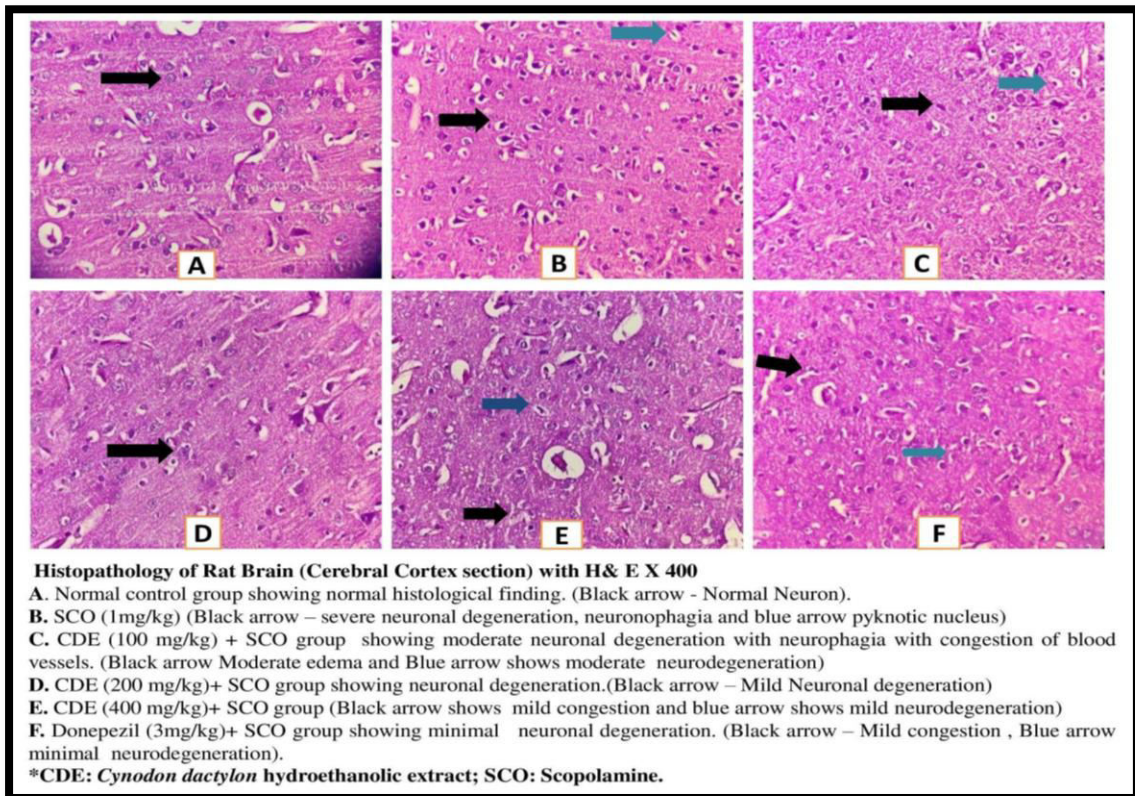 A
B
C
D
E
F
Histopathology of Rat Brain (Cerebral Cortex section) with H& E X 400
A. Normal control group showing normal histological finding. (Black arrow - Normal Neuron).
B. SCO (1mg/kg) (Black arrow – severe neuronal degeneration, neuronophagia and blue arrow pyknotic nucleus)
C. CDE (100 mg/kg) + SCO group showing moderate neuronal degeneration with neurophagia with congestion of blood
vessels. (Black arrow Moderate edema and Blue arrow shows moderate neurodegeneration)
D. CDE (200 mg/kg)+ SCO group showing neuronal degeneration.(Black arrow – Mild Neuronal degeneration)
E. CDE (400 mg/kg)+ SCO group (Black arrow shows mild congestion and blue arrow shows mild neurodegeneration)
F. Donepezil (3mg/kg)+ SCO group showing minimal neuronal degeneration. (Black arrow – Mild congestion , Blue arrow
minimal neurodegeneration).
*CDE: Cynodon dactylon hydroethanolic extract; SCO: Scopolamine.